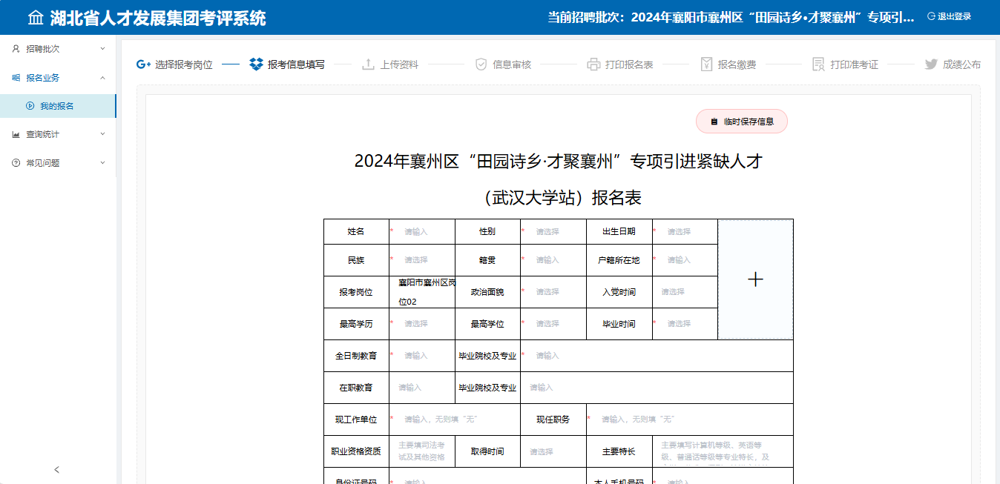 湖北省人才发展集团考评系统
当前招聘批次：2024年襄阳市襄州区“田园诗乡•才聚襄州”专项引... 退出登录
招聘批次
报名业务
我的报名
查询统计
常见问题
选择报考岗位 报考信息填写 上传资料 信息审核 打印报名表 报名缴费 打印准考证 成绩公布
临时保存信息
2024年襄州区“田园诗乡·才聚襄州”专项引进紧缺人才
（武汉大学站）报名表
姓名 * 请输入 性别 * 请选择 出生日期 * 请选择
民族 * 请选择 籍贯 * 请输入 户籍所在地 * 请输入
报考岗位 襄阳市襄州区岗
位02 政治面貌 * 请选择 入党时间 请选择
最高学历 * 请选择 最高学位 * 请选择 毕业时间 * 请选择
全日制教育 * 请输入 毕业院校及专业 * 请输入
在职教育 请输入 毕业院校及专业 请输入
现工作单位 * 请输入，无则填“无” 现任职务 * 请输入，无则填“无”
职业资格资质 主要填司法考
试及其他资格 取得时间 请选择 主要特长 主要填写计算机等级、英语等
级、普通话等级等专业特长，及
身份证号码 * 请输入 本人手机号码 * 请输入